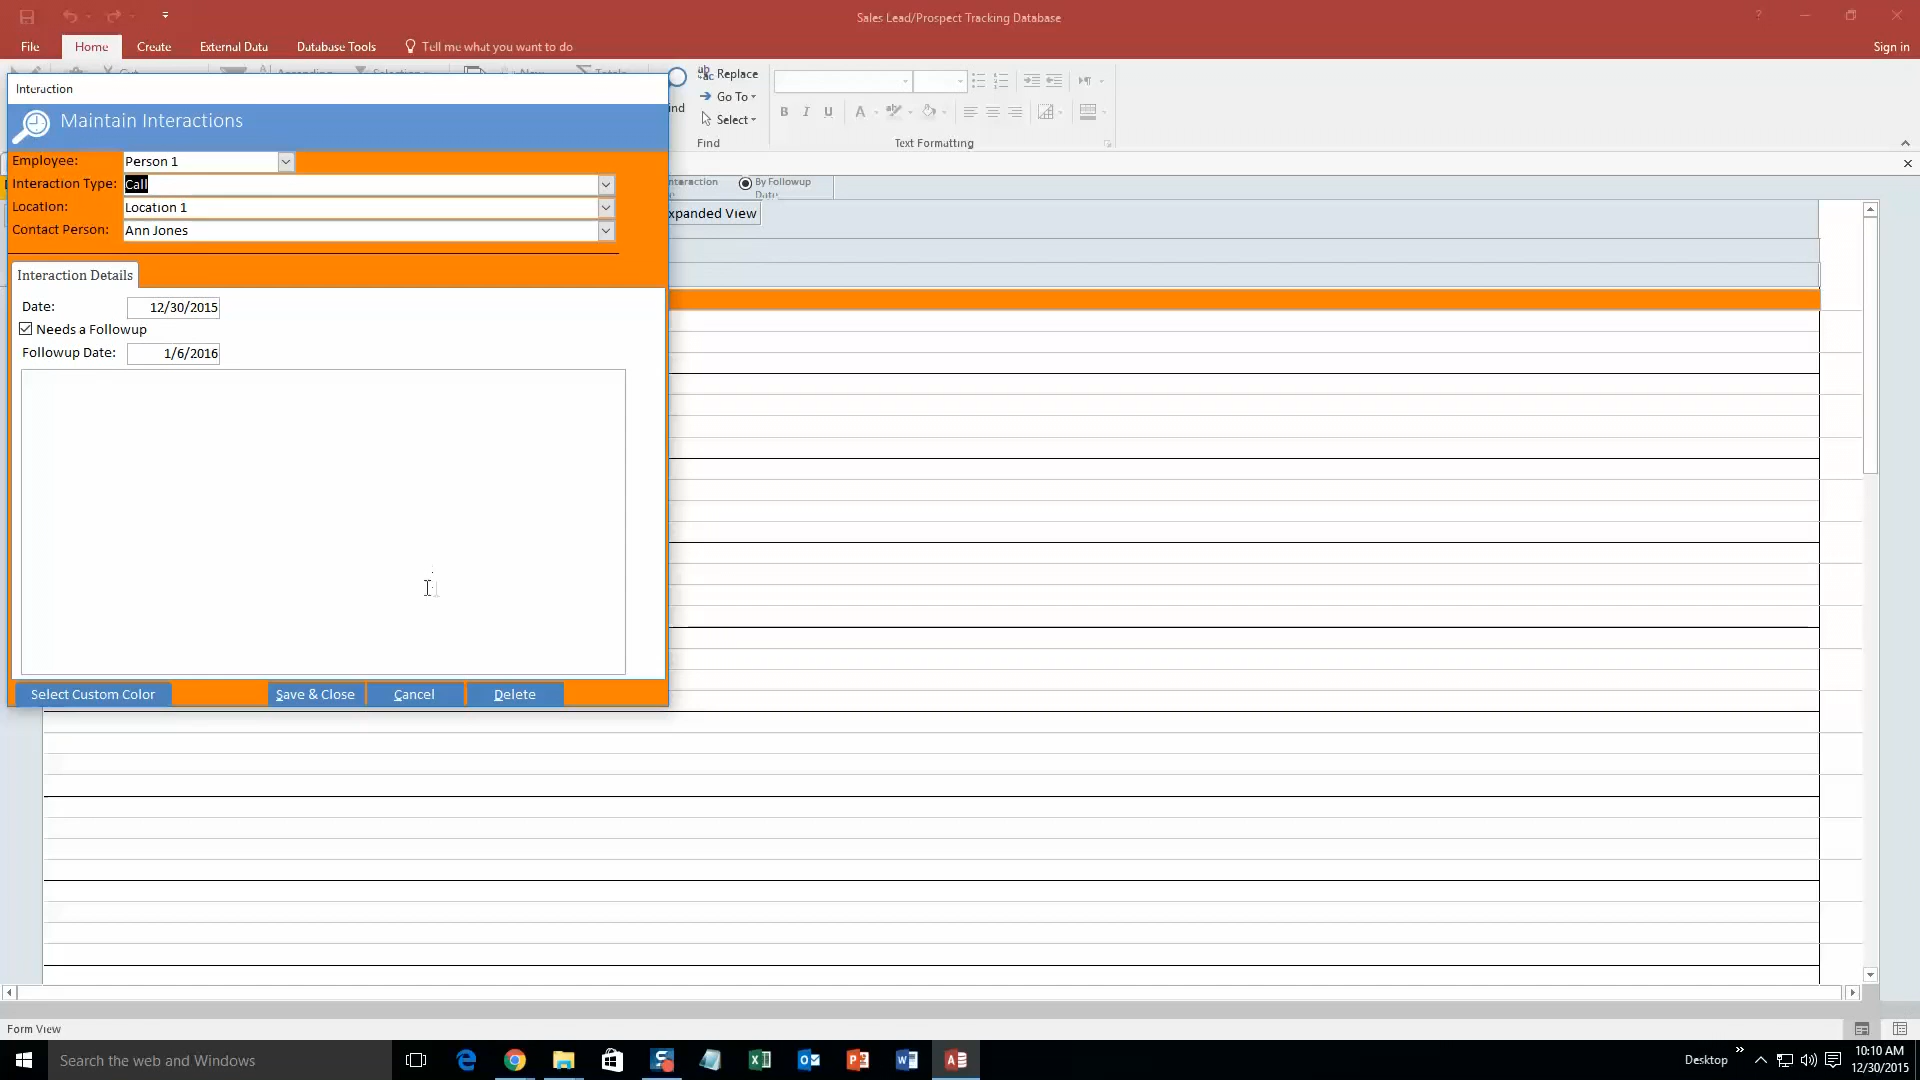 Sales Lead/Prospect Tracking Database
File Home Create External Data Database Tools Tell me what you want to do Sign in
Replace
Go To
Select
Find
Text Formatting
Interaction
Maintain Interactions
Employee: Person 1
Interaction Type: Call
Location: Location 1
Contact Person: Ann Jones
By Followup
Expanded View
Interaction Details
Date: 12/30/2015
Needs a Followup
Followup Date: 1/6/2016
Select Custom Color Save & Close Cancel Delete
Form View
Search the web and Windows
Desktop
10:10 AM
12/30/2015